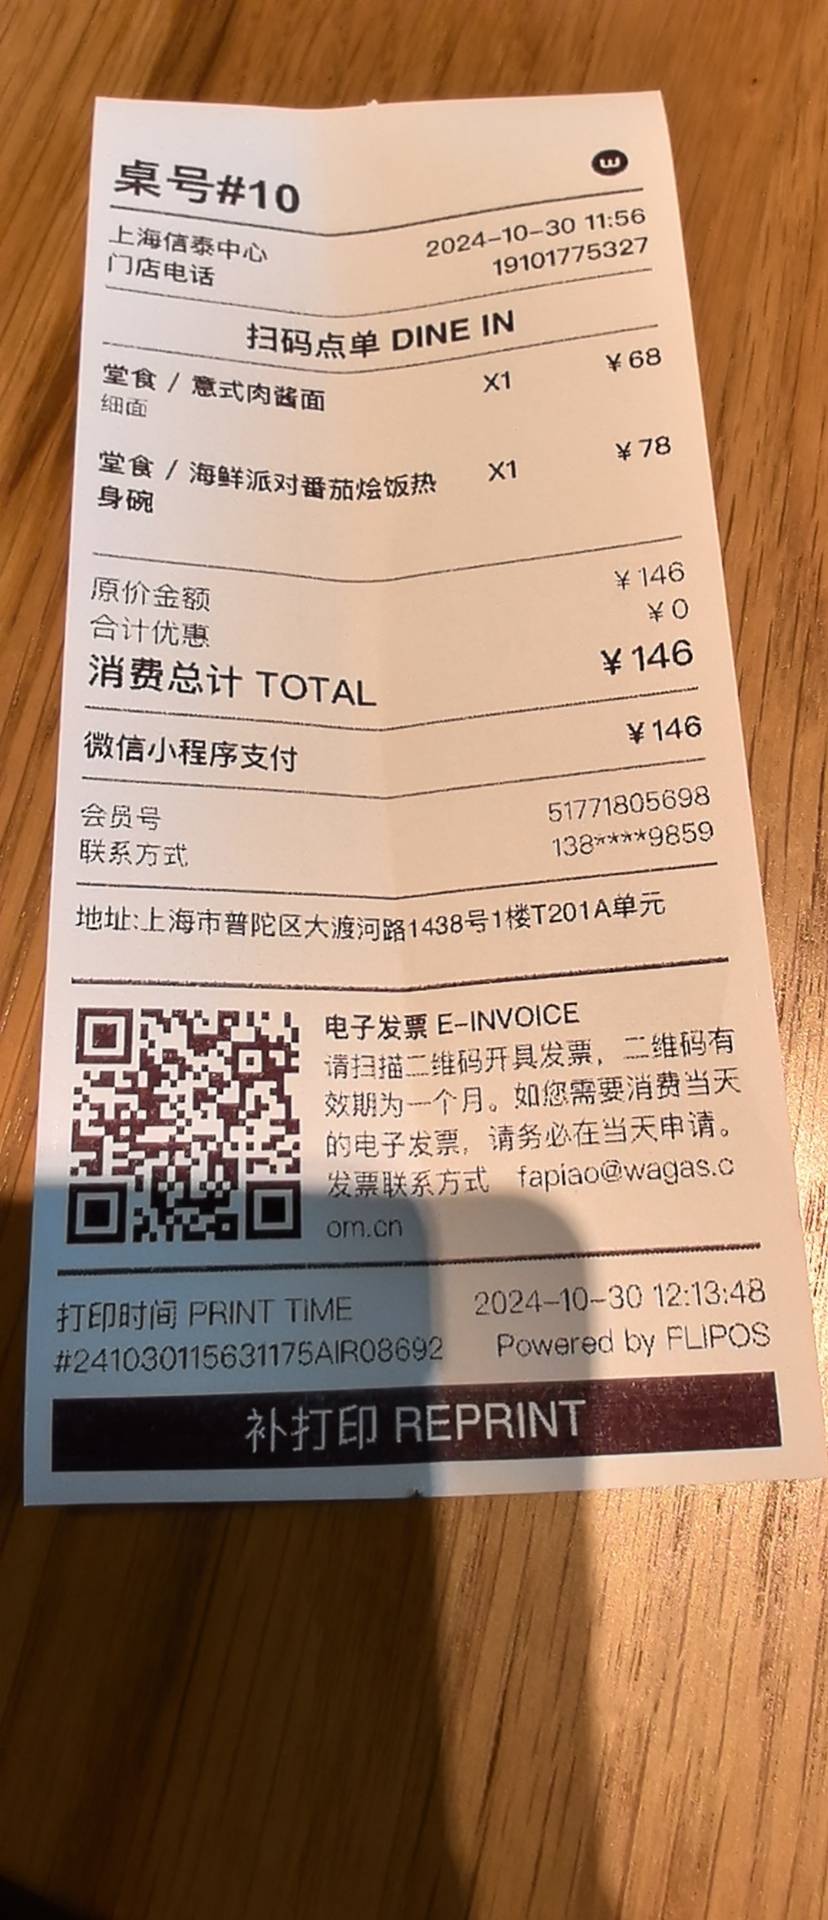 桌号#10
上海信泰中心 2024-10-30 11:56
门店电话 19101775327
扫码点单 DINE IN
堂食 / 意式肉酱面 X1 ¥68
细面
堂食 / 海鲜派对番茄烩饭热 X1 ¥78
身碗
原价金额 ¥146
合计优惠 ¥0
消费总计 TOTAL ¥146
微信小程序支付 ¥146
会员号 51771805698
联系方式 138****9859
地址:上海市普陀区大渡河路1438号1楼T201A单元
电子发票 E-INVOICE
请扫描二维码开具发票，二维码有
效期为一个月。如您需要消费当天
的电子发票，请务必在当天申请。
发票联系方式 fapiao@wagas.c
om.cn
打印时间 PRINT TIME 2024-10-30 12:13:48
#241030115631175AIR08692 Powered by FLIPOS
补打印 REPRINT